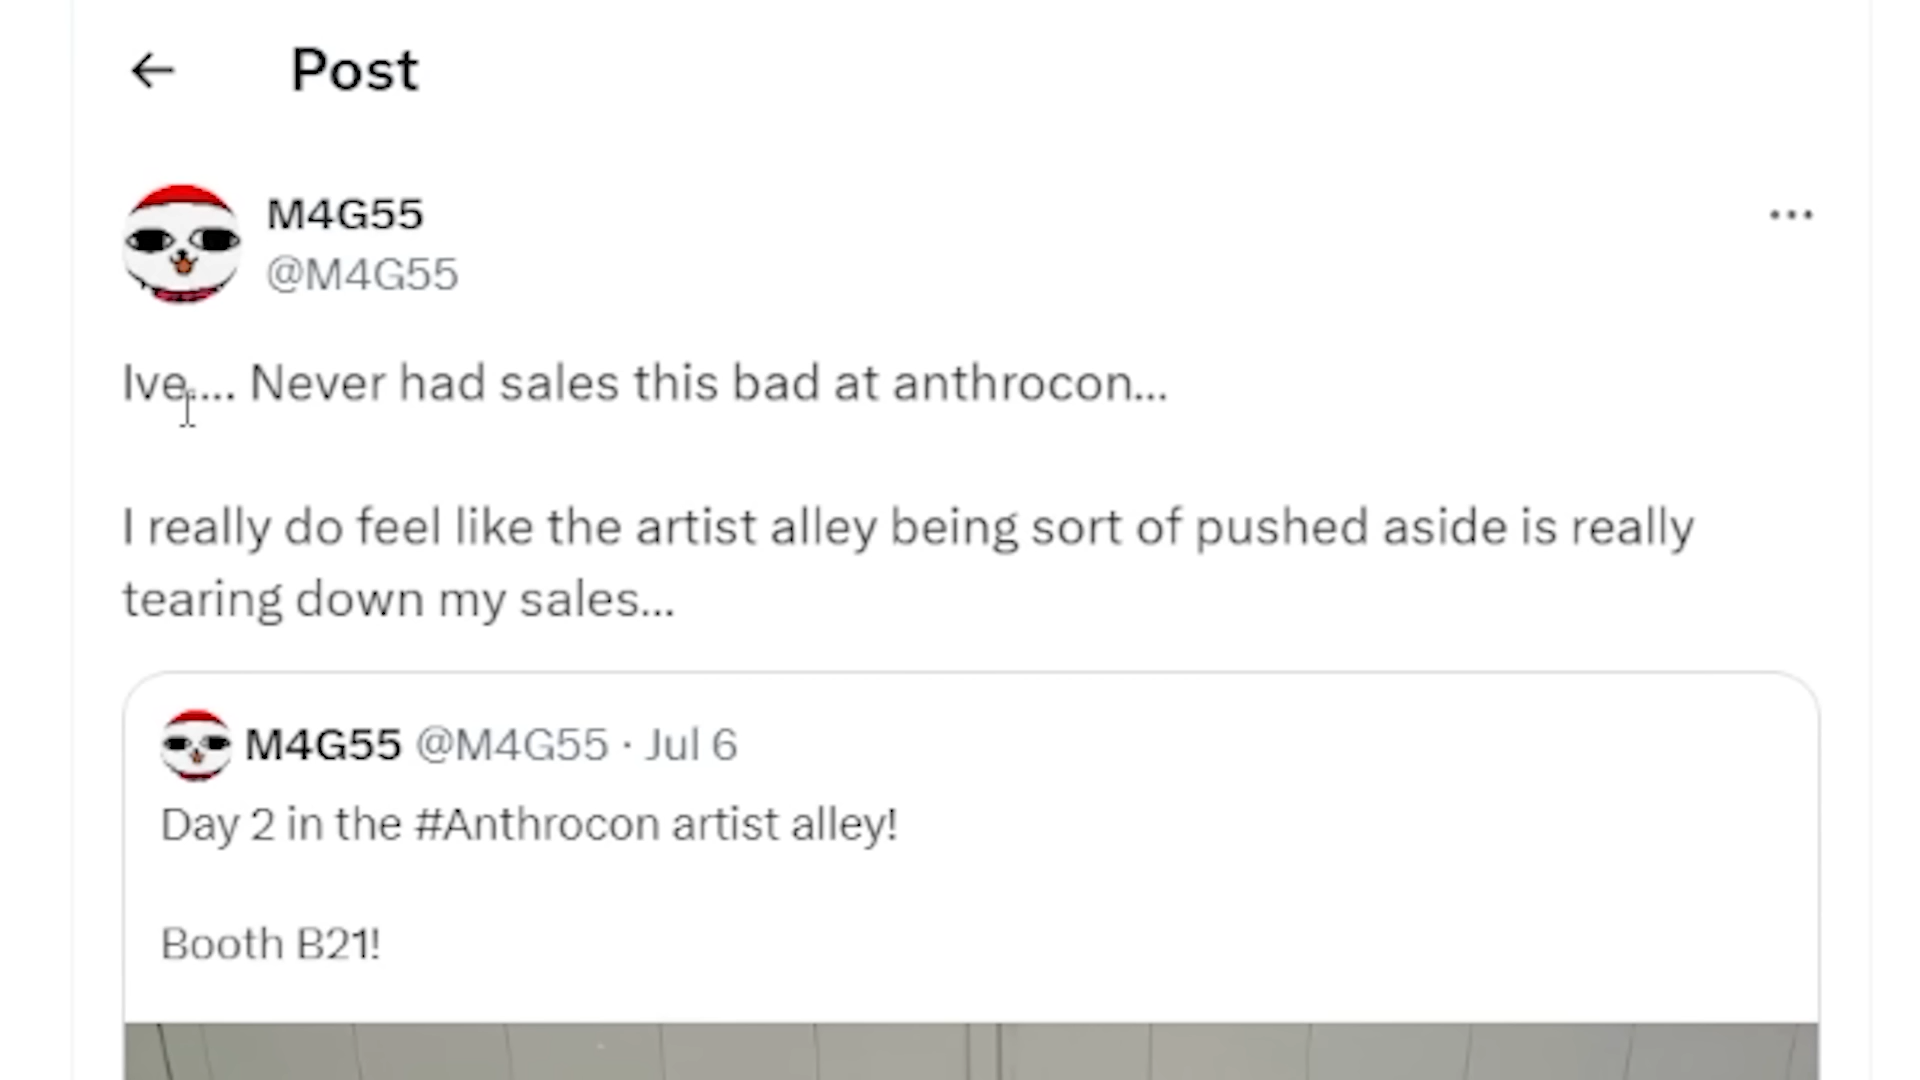 Post
M4G55
@M4G55
Ive.... Never had sales this bad at anthrocon...
I really do feel like the artist alley being sort of pushed aside is really
tearing down my sales...
M4G55 @M4G55 · Jul 6
Day 2 in the #Anthrocon artist alley!
Booth B21!